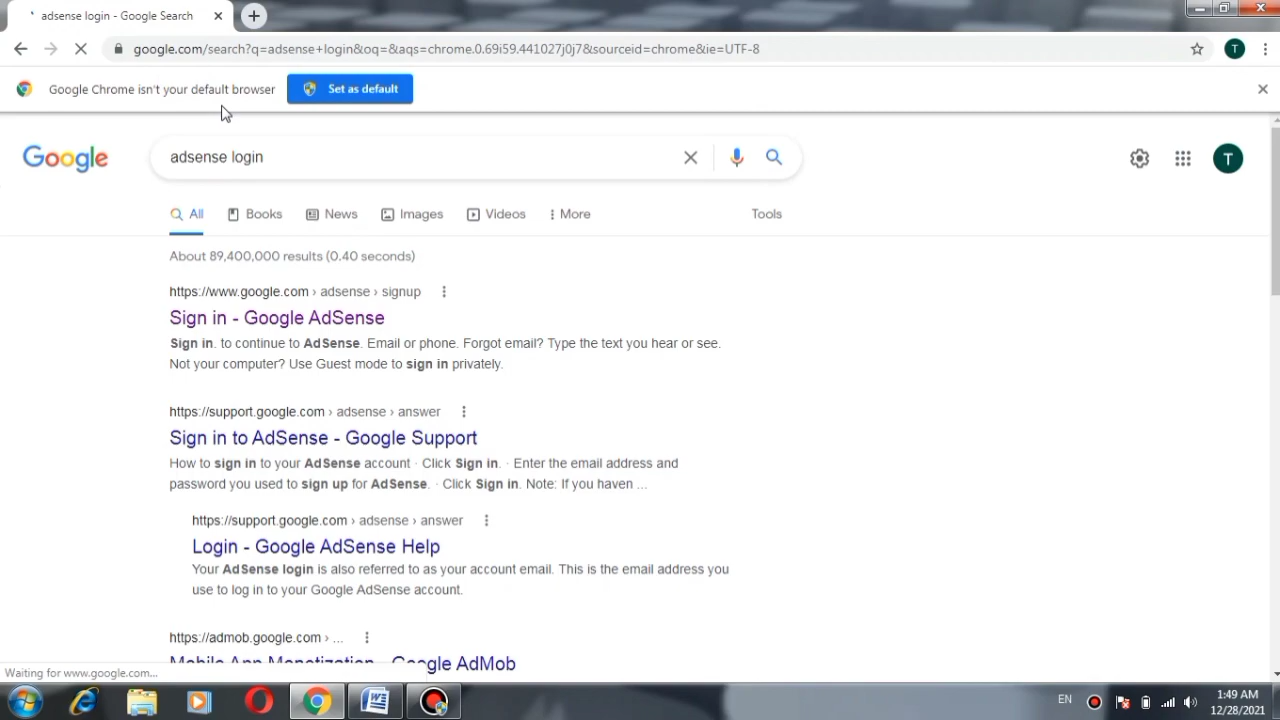 adsense login - Google Search
google.com/search?q=adsense+login&oq=&aqs=chrome.0.69i59.441027j0j7&sourceid=chrome&ie=UTF-8
T
Google Chrome isn't your default browser
Set as default
Google
adsense login
T
All
Books
News
Images
Videos
More
Tools
About 89,400,000 results (0.40 seconds)
https://www.google.com › adsense › signup
Sign in - Google AdSense
Sign in. to continue to AdSense. Email or phone. Forgot email? Type the text you hear or see.
Not your computer? Use Guest mode to sign in privately.
https://support.google.com › adsense › answer
Sign in to AdSense - Google Support
How to sign in to your AdSense account · Click Sign in. · Enter the email address and
password you used to sign up for AdSense. · Click Sign in. Note: If you haven ...
https://support.google.com › adsense › answer
Login - Google AdSense Help
Your AdSense login is also referred to as your account email. This is the email address you
use to log in to your Google AdSense account.
https://admob.google.com › ...
Mobile App Monetization - Google AdMob
Waiting for www.google.com...
EN
1:49 AM
12/28/2021